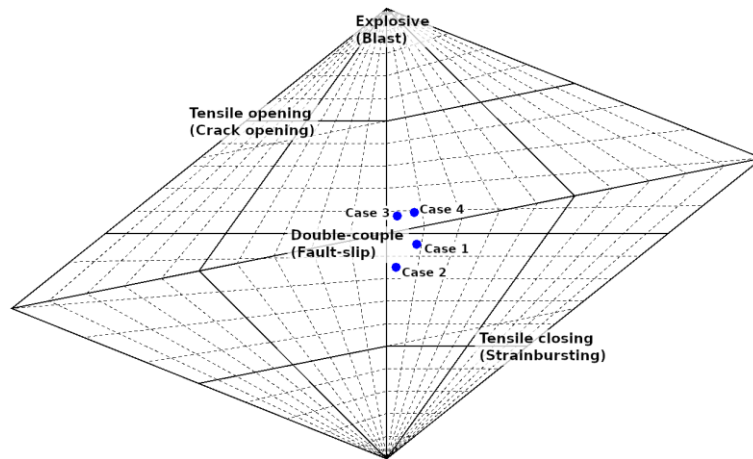 Explosive
(Blast)
Tensile opening
(Crack opening)
Case 3
Case 4
Double-couple
(Fault-slip)
Case 1
Case 2
Tensile closing
(Strainbursting)